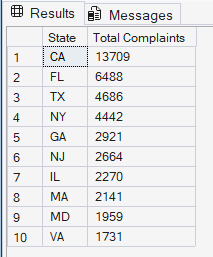 Results Messages
State Total Complaints
1 CA 13709
2 FL 6488
3 TX 4686
4 NY 4442
5 GA 2921
6 NJ 2664
7 IL 2270
8 MA 2141
9 MD 1959
10 VA 1731